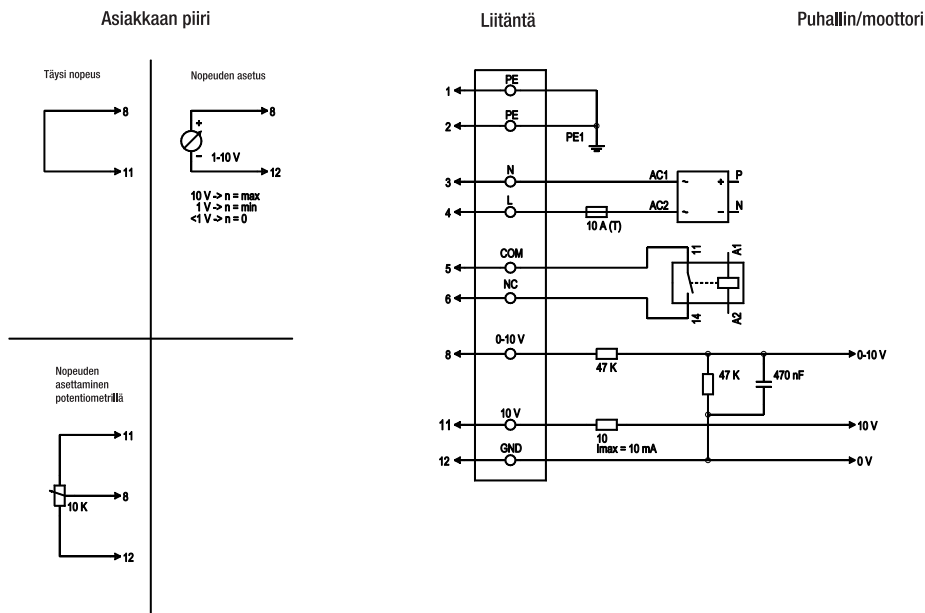 Asiakkaan piiri
Liitäntä
Puhallin/moottori
Täysi nopeus
8
11
Nopeuden asetus
8
+
–
1-10 V
12
10 V -> n = max
1 V -> n = min
<1 V -> n = 0
Nopeuden
asettaminen
potentiometrillä
11
8
10 K
12
1
PE
2
PE
PE1
3
N
AC1
~
+
P
4
L
10 A (T)
AC2
~
–
N
5
COM
11
A1
6
NC
14
A2
8
0-10 V
47 K
47 K
470 nF
0-10 V
11
10 V
10
Imax = 10 mA
10 V
12
GND
0 V